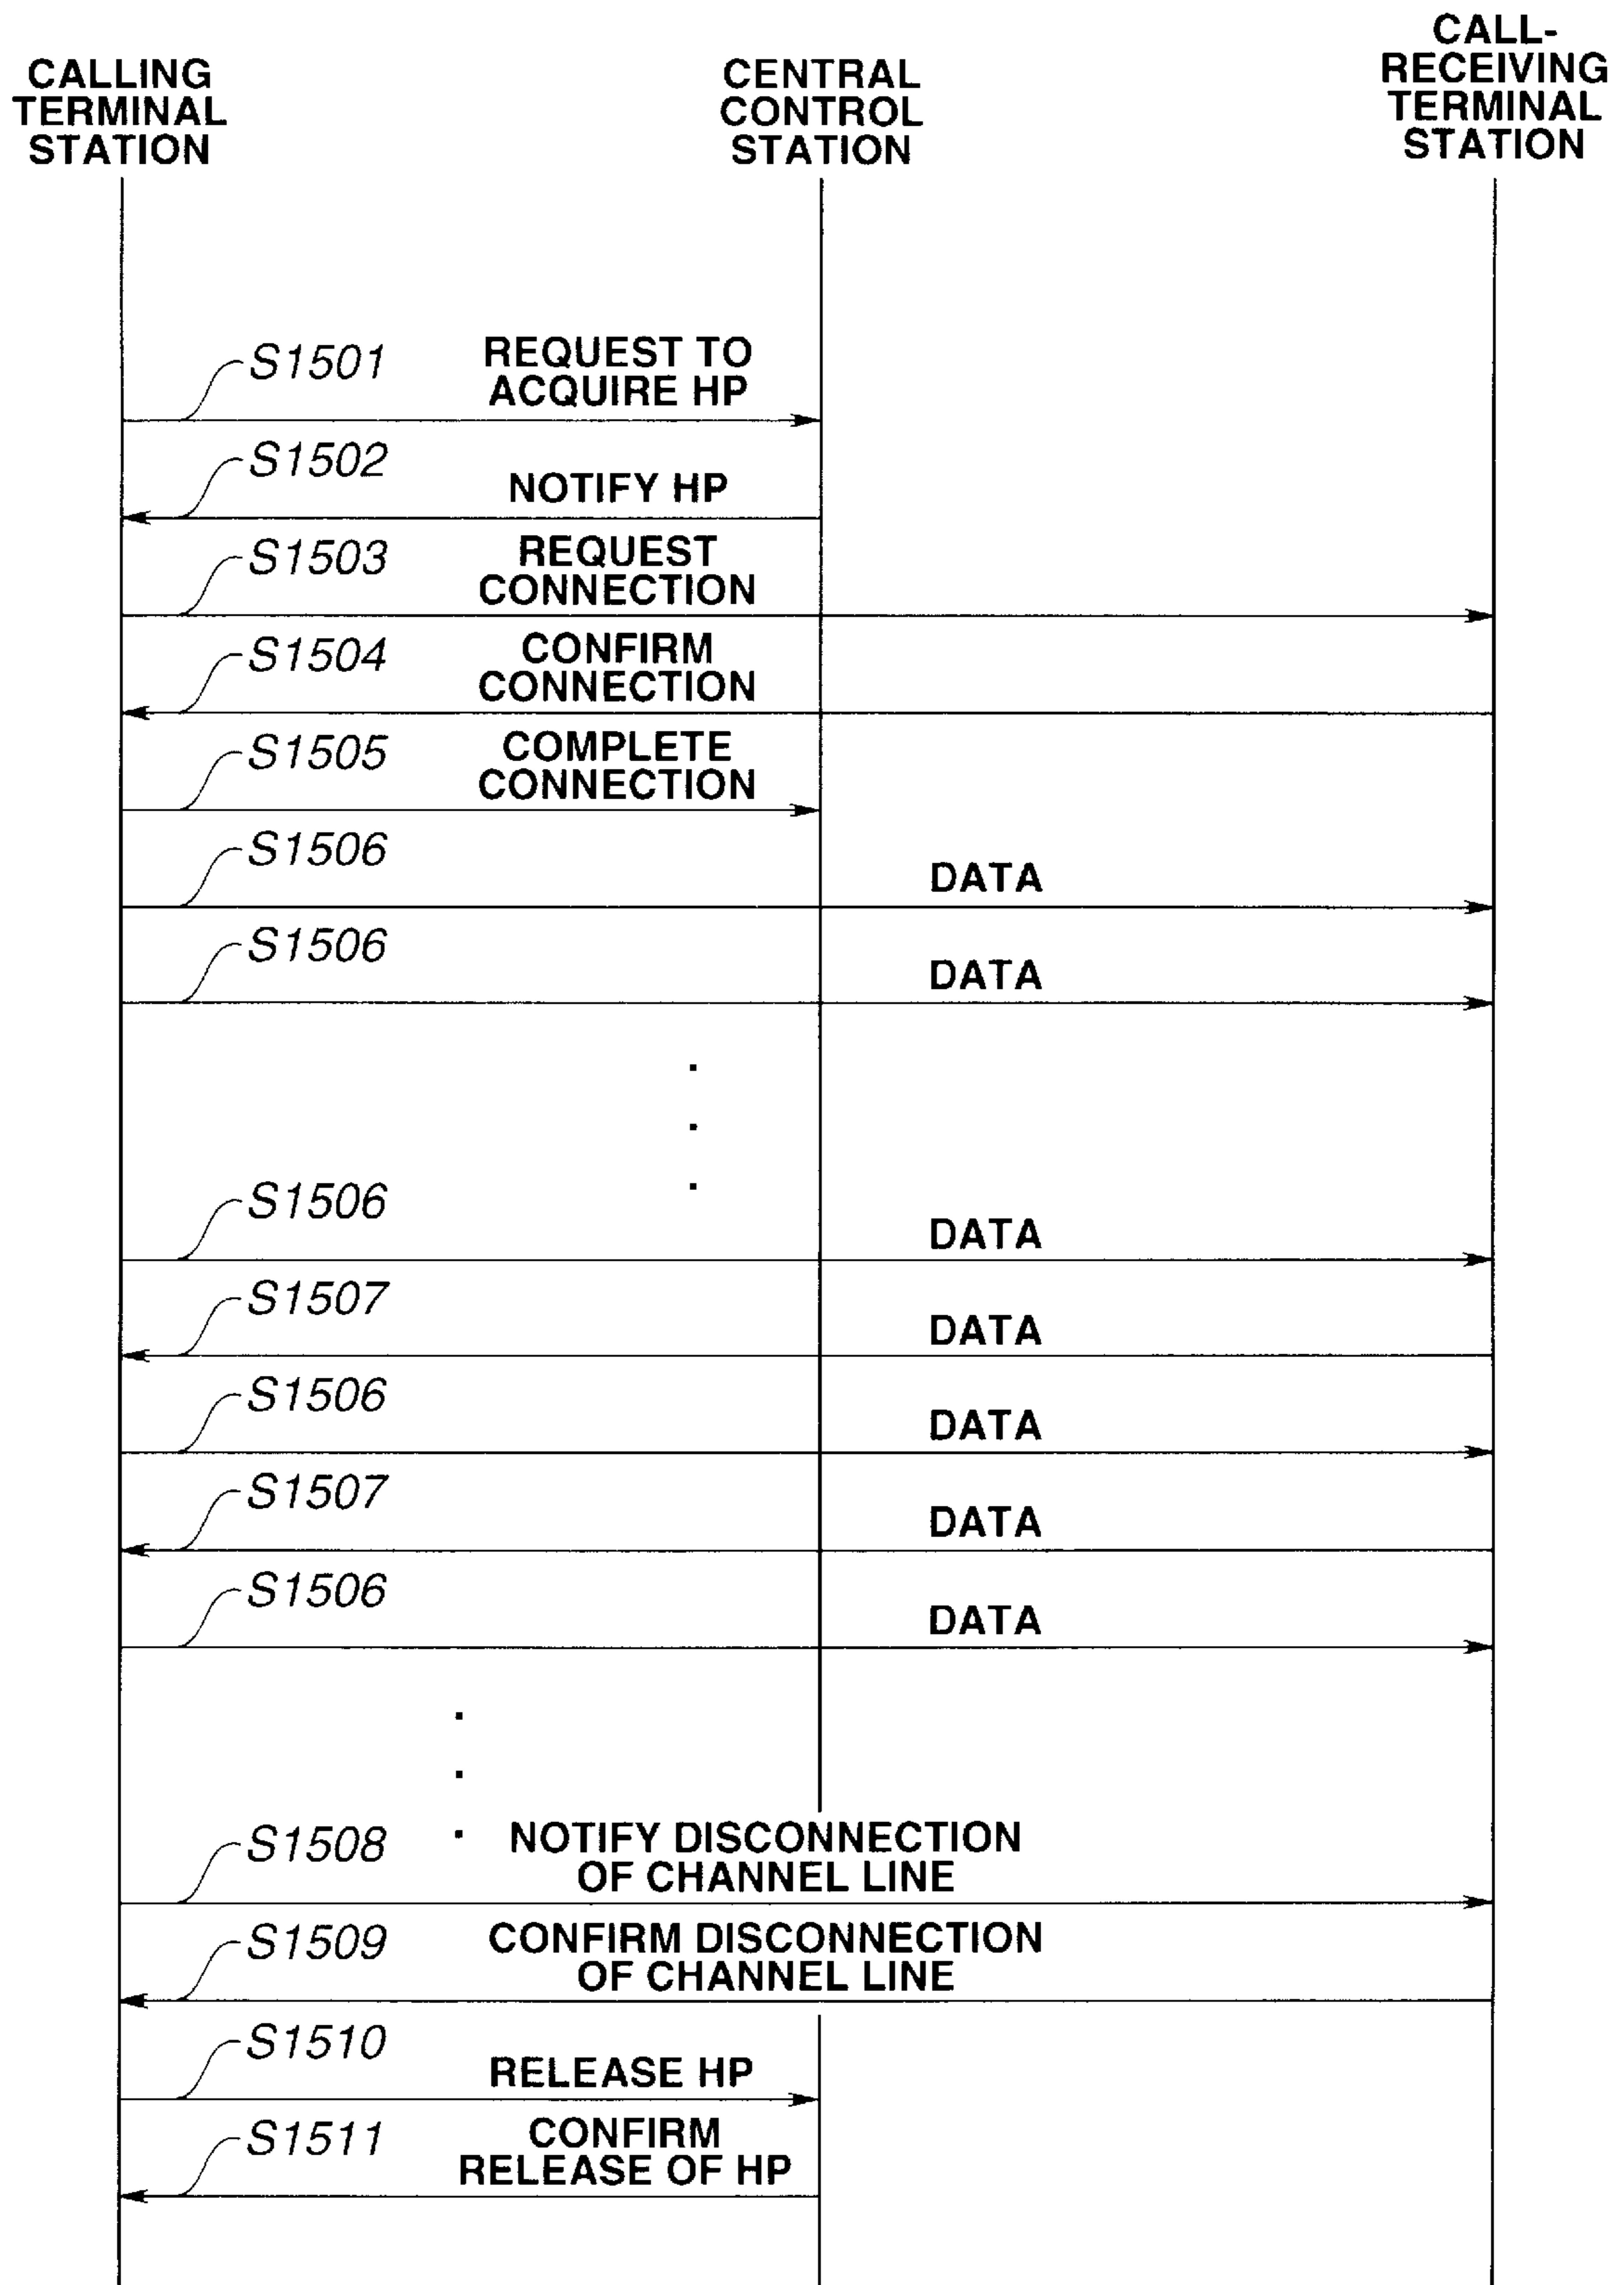 CALLING
TERMINAL
STATION
CENTRAL
CONTROL
STATION
CALL-
RECEIVING
TERMINAL
STATION
S1501
REQUEST TO
ACQUIRE HP
S1502
NOTIFY HP
S1503
REQUEST
CONNECTION
S1504
CONFIRM
CONNECTION
S1505
COMPLETE
CONNECTION
S1506
DATA
S1506
DATA
S1506
DATA
S1507
DATA
S1506
DATA
S1507
DATA
S1506
DATA
S1508
NOTIFY DISCONNECTION
OF CHANNEL LINE
S1509
CONFIRM DISCONNECTION
OF CHANNEL LINE
S1510
RELEASE HP
S1511
CONFIRM
RELEASE OF HP